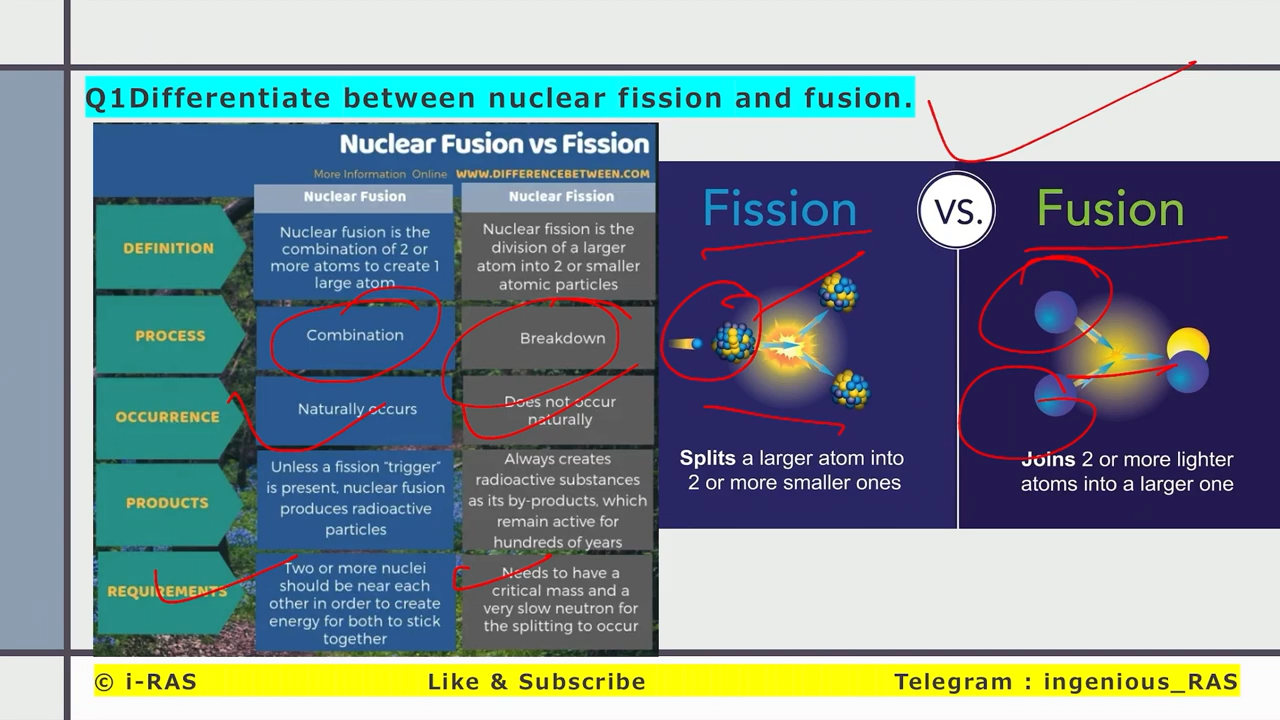 Q1Differentiate between nuclear fission and fusion.
Nuclear Fusion vs Fission
More Information Online WWW.DIFFERENCEBETWEEN.COM
Nuclear Fusion
Nuclear Fission
DEFINITION
Nuclear fusion is the
combination of 2 or
more atoms to create 1
large atom
Nuclear fission is the
division of a larger
atom into 2 or smaller
atomic particles
PROCESS
Combination
Breakdown
OCCURRENCE
Naturally occurs
Does not occur
naturally
PRODUCTS
Unless a fission "trigger"
is present, nuclear fusion
produces radioactive
particles
Always creates
radioactive substances
as its by-products, which
remain active for
hundreds of years
REQUIREMENTS
Two or more nuclei
should be near each
other in order to create
energy for both to stick
together
Needs to have a
critical mass and a
very slow neutron for
the splitting to occur
Fission
VS.
Fusion
Splits a larger atom into
2 or more smaller ones
Joins 2 or more lighter
atoms into a larger one
© i-RAS
Like & Subscribe
Telegram : ingenious_RAS